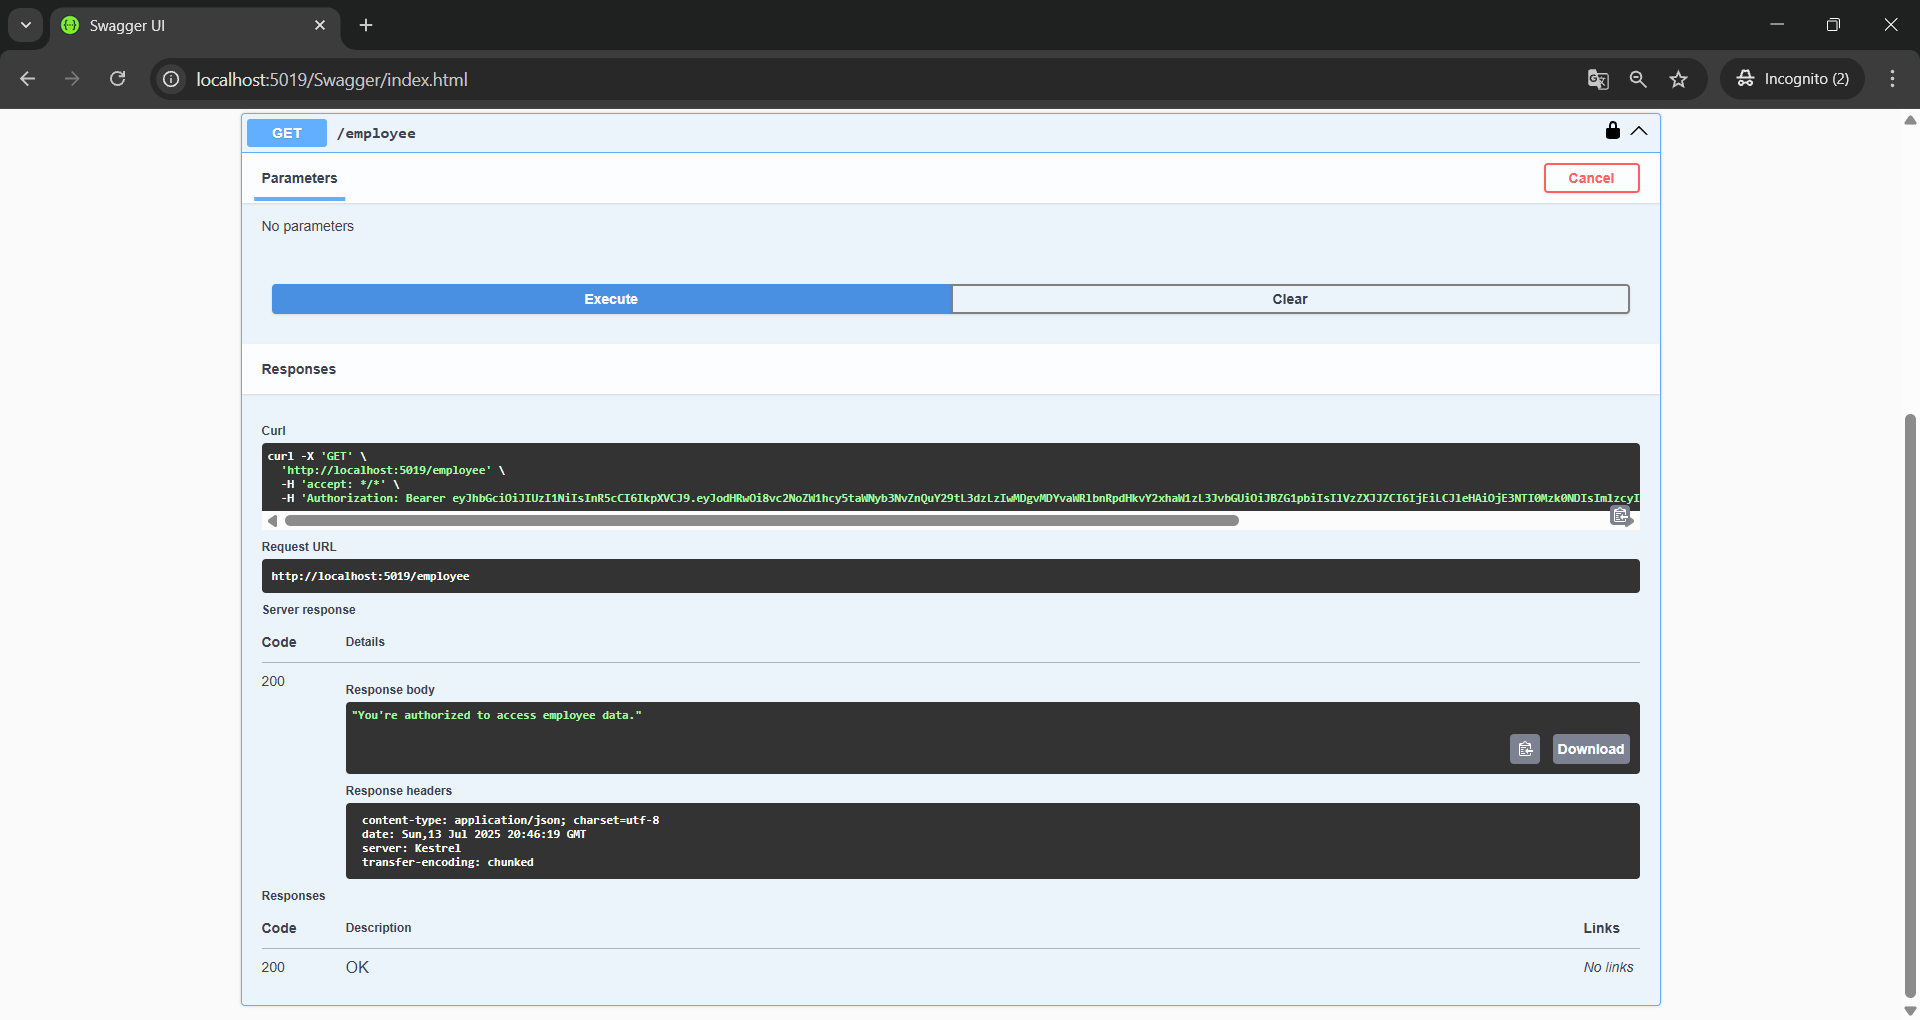 Swagger UI
localhost:5019/Swagger/index.html
Incognito (2)
GET /employee
Parameters
Cancel
No parameters
Execute
Clear
Responses
Curl
curl -X 'GET' \
'http://localhost:5019/employee' \
-H 'accept: */*' \
-H 'Authorization: Bearer eyJhbGciOiJIUzI1NiIsInR5cCI6IkpXVCJ9.eyJodHRwOi8vc2NoZW1hcy5taWNyb3NvZnQuY29tL3dzLzIwMDgvMDYvaWRlbnRpdHkvY2xhaW1zL3JvbGUiOiJBZG1pbiIsIlVzZXJJZCI6IjEiLCJleHAiOjE3NTI0Mzk0NDIsImlzcyI
Request URL
http://localhost:5019/employee
Server response
Code Details
200
Response body
"You're authorized to access employee data."
Download
Response headers
content-type: application/json; charset=utf-8
date: Sun,13 Jul 2025 20:46:19 GMT
server: Kestrel
transfer-encoding: chunked
Responses
Code Description Links
200 OK No links